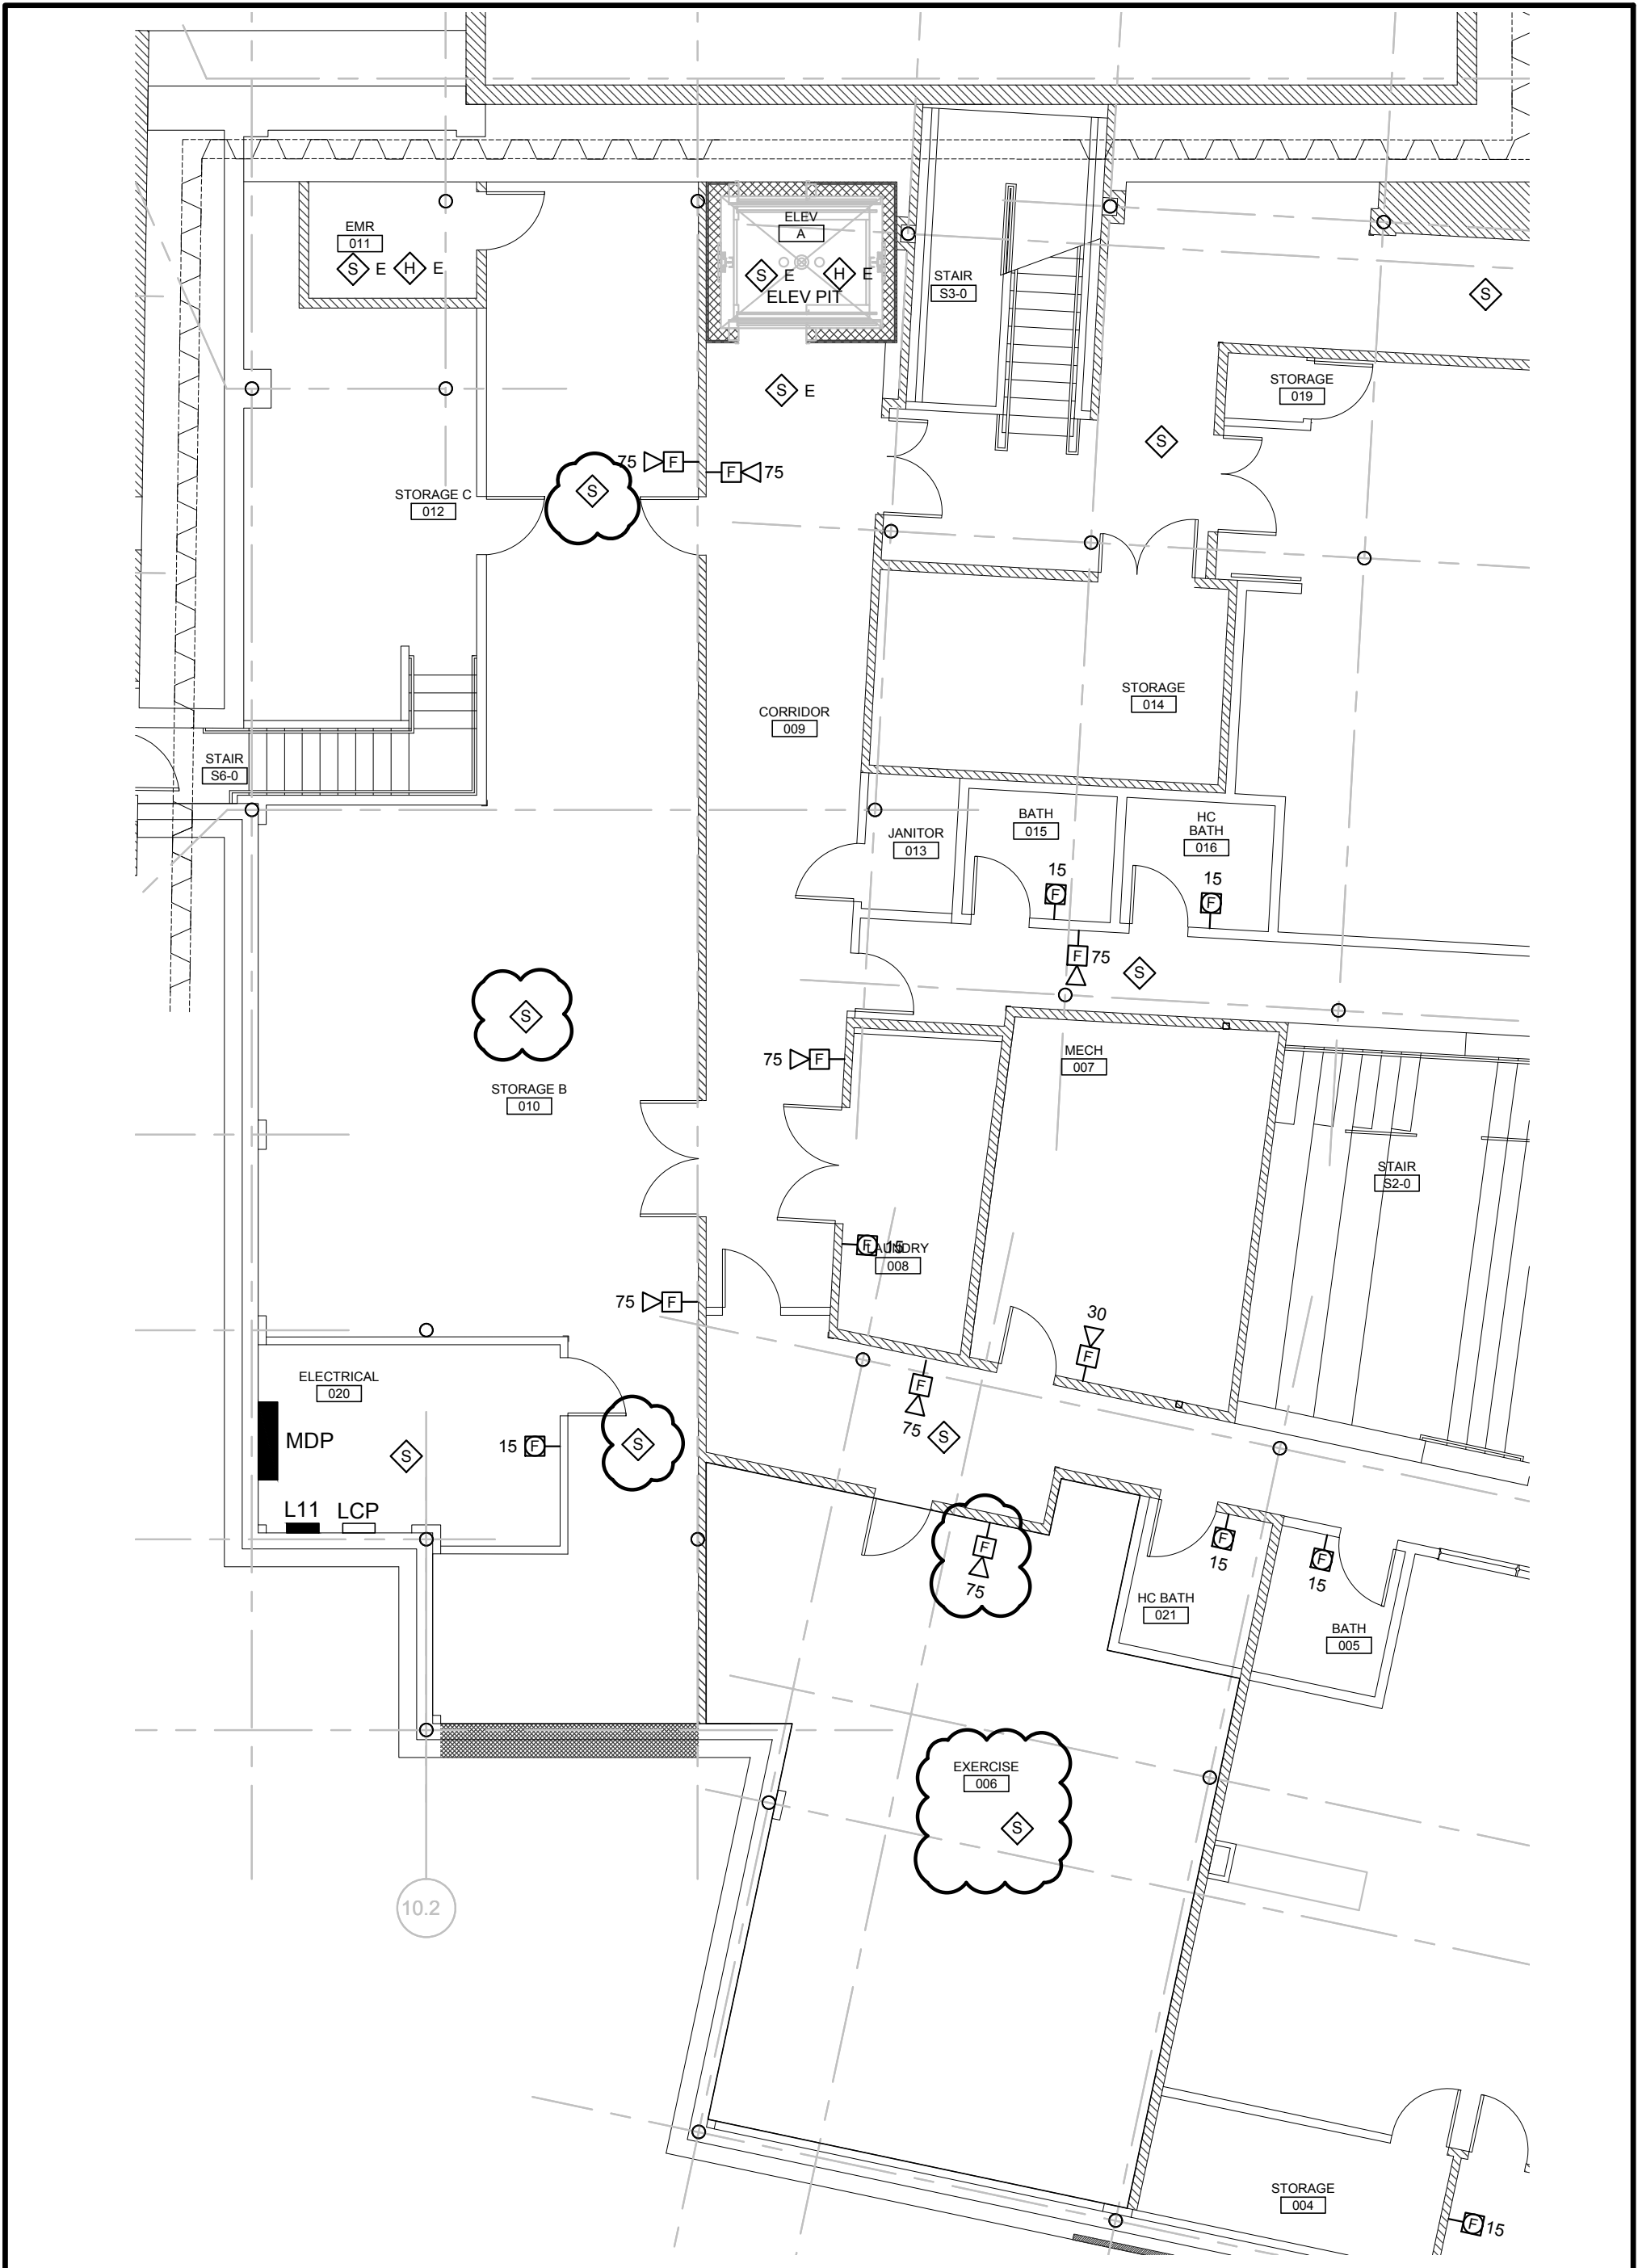 ELEV
A
EMR
011
S E H E
S E H E
ELEV PIT
STAIR
S3-0
S
STORAGE
019
S E
S
75 F
F 75
S
STORAGE C
012
STORAGE
014
CORRIDOR
009
STAIR
S6-0
BATH
015
HC
BATH
016
JANITOR
013
15
F
15
F
F 75
S
S
75 F
MECH
007
STORAGE B
010
STAIR
S2-0
F 15
LAUNDRY
008
75 F
30
F
ELECTRICAL
020
F
75
S
MDP
S
15 F
S
L11 LCP
F
75
F
15
F
15
HC BATH
021
BATH
005
EXERCISE
006
S
10.2
STORAGE
004
F 15